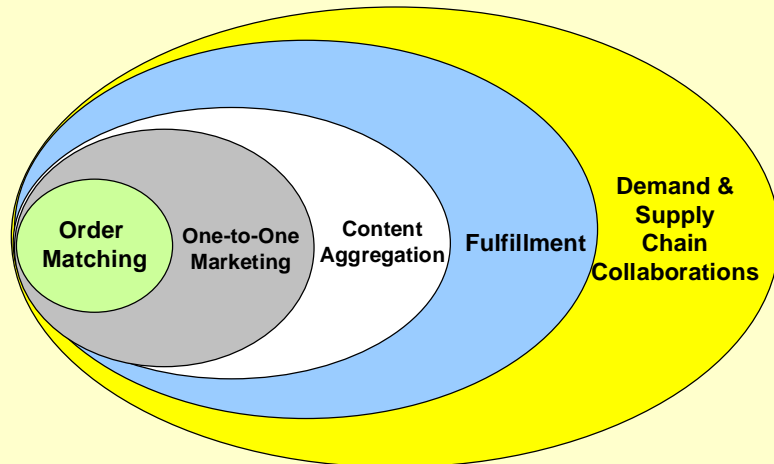 Order
Matching
One-to-One
Marketing
Content
Aggregation
Fulfillment
Demand &
Supply
Chain
Collaborations